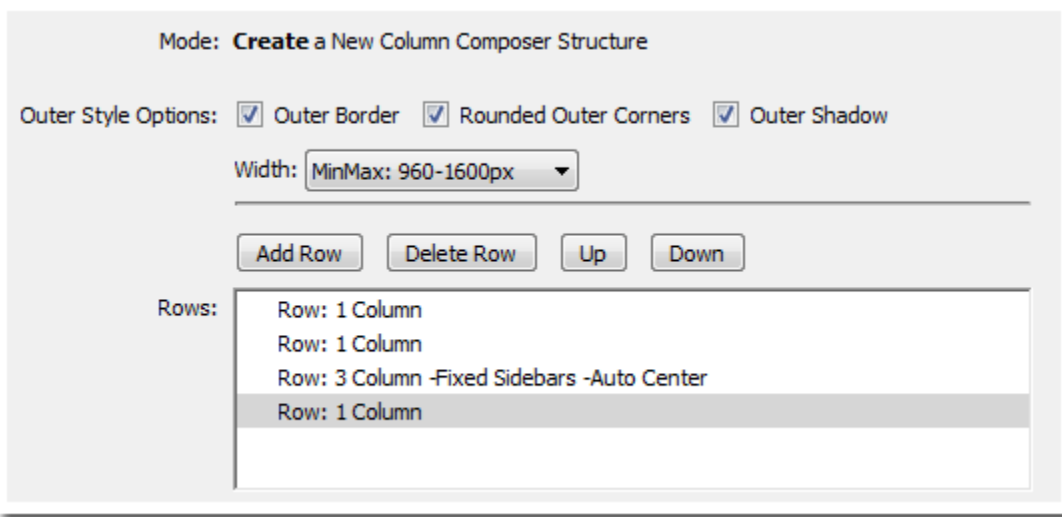 Mode: Create a New Column Composer Structure
Outer Style Options: Outer Border Rounded Outer Corners Outer Shadow
Width: MinMax: 960-1600px
Add Row Delete Row Up Down
Rows: Row: 1 Column
Row: 1 Column
Row: 3 Column -Fixed Sidebars -Auto Center
Row: 1 Column